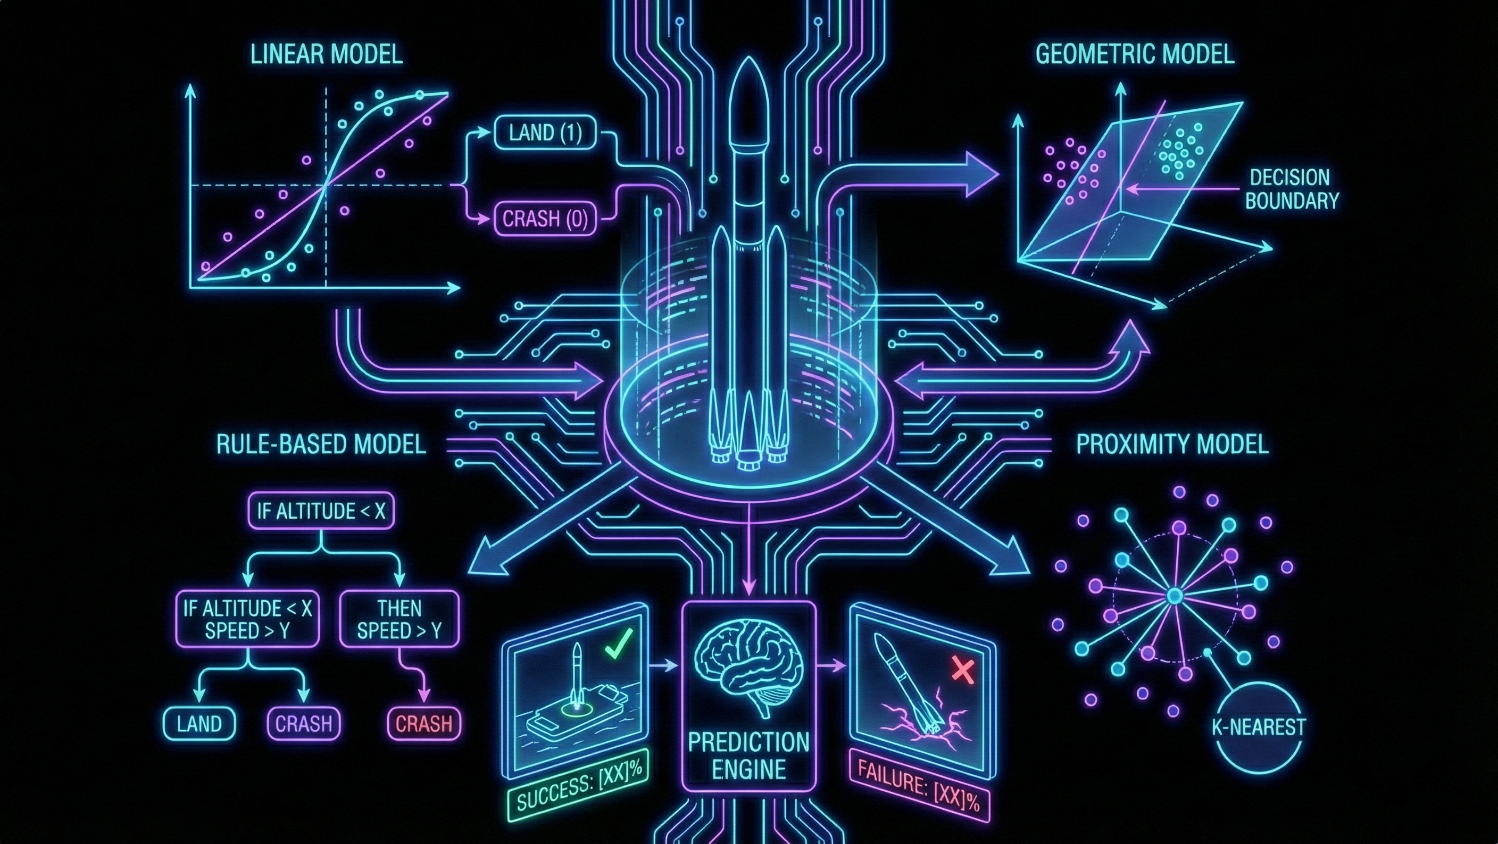 LINEAR MODEL
LAND (1)
CRASH (0)
GEOMETRIC MODEL
DECISION
BOUNDARY
RULE-BASED MODEL
IF ALTITUDE < X
IF ALTITUDE < X
SPEED > Y
THEN
SPEED > Y
LAND
CRASH
CRASH
PROXIMITY MODEL
K-NEAREST
SUCCESS: [XX]%
PREDICTION
ENGINE
FAILURE: [XX]%